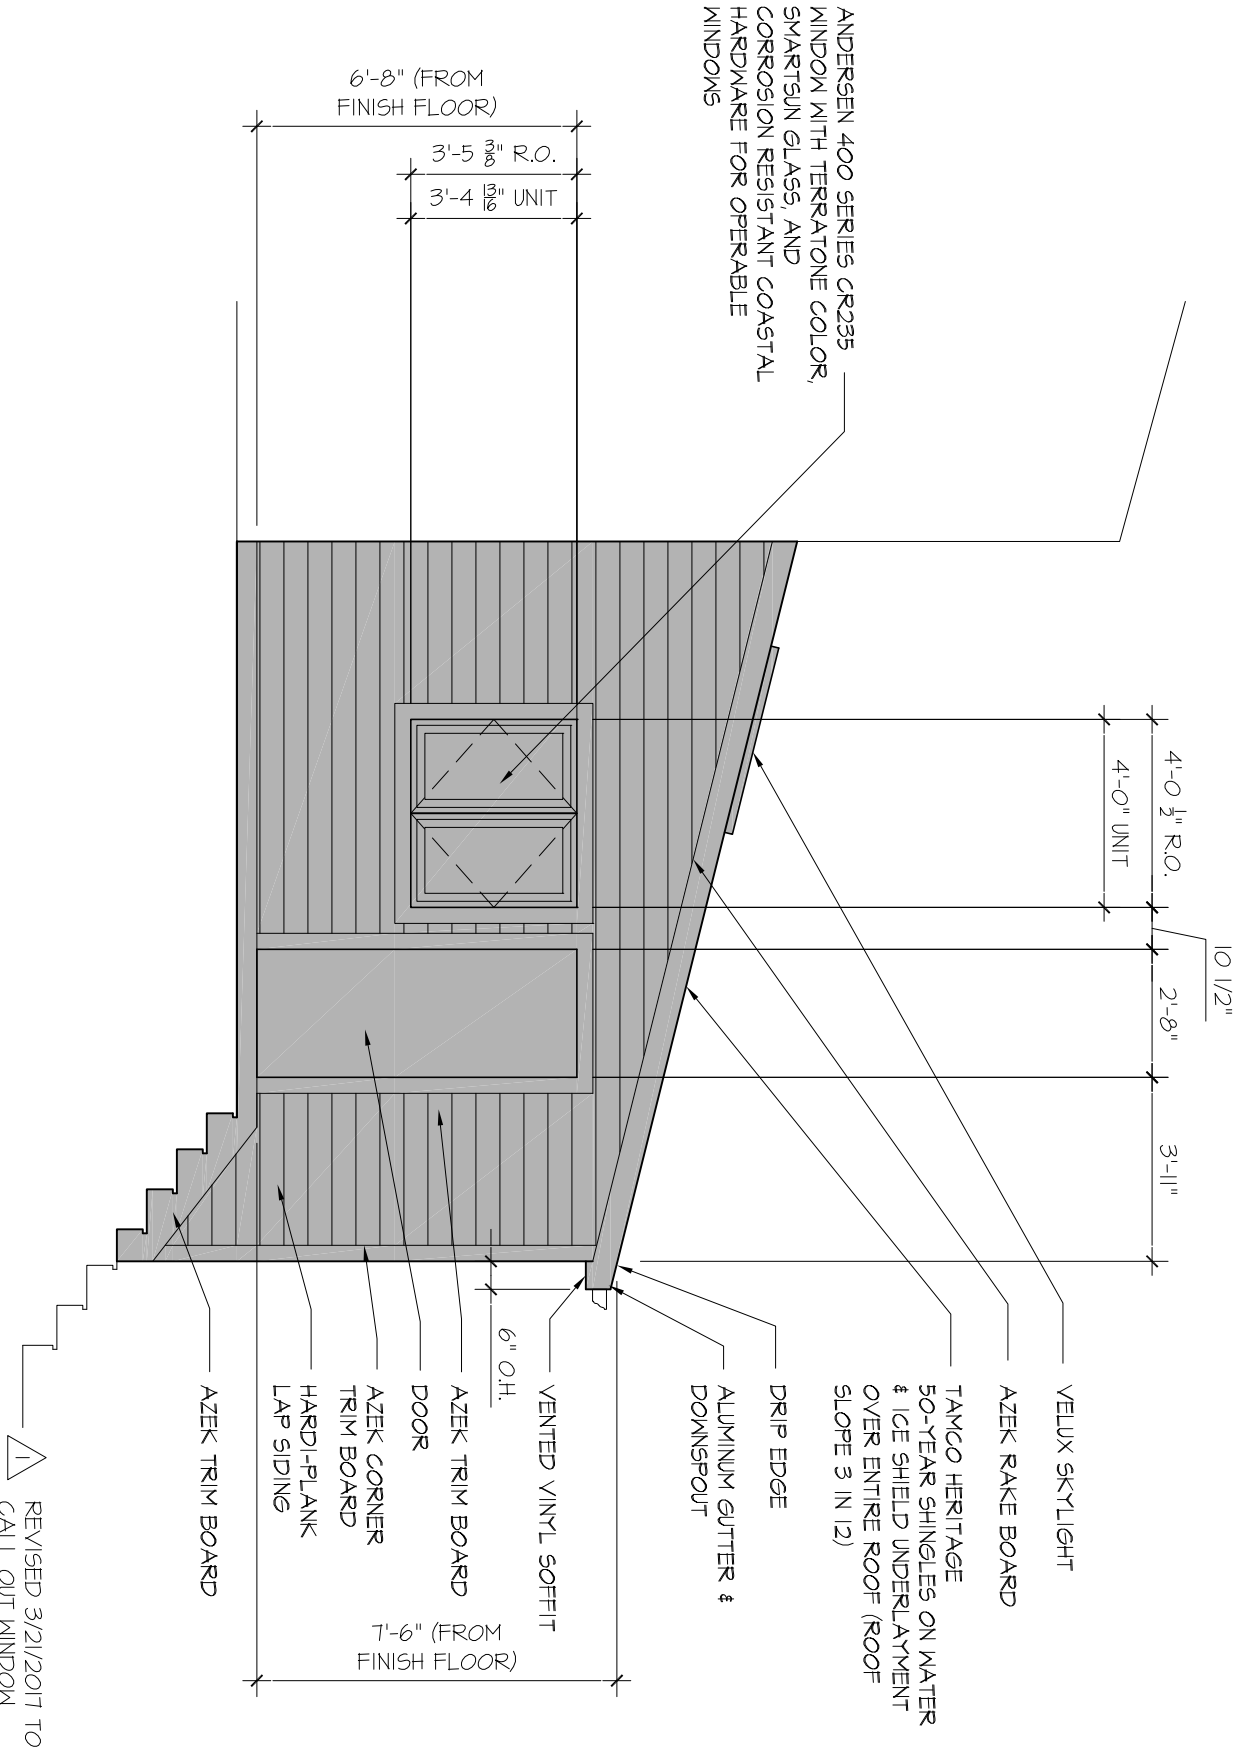 ANDERSEN 400 SERIES CR235
WINDOW WITH TERRATONE COLOR,
SMARTSUN GLASS, AND
CORROSION RESISTANT COASTAL
HARDWARE FOR OPERABLE
WINDOWS
6'-8" (FROM
FINISH FLOOR)
3'-5 3/8" R.O.
3'-4 13/16" UNIT
4'-0 1/2" R.O.
4'-0" UNIT
10 1/2"
2'-8"
3'-11"
VELUX SKYLIGHT
AZEK RAKE BOARD
TAMCO HERITAGE
50-YEAR SHINGLES ON WATER
& ICE SHIELD UNDERLAYMENT
OVER ENTIRE ROOF (ROOF
SLOPE 3 IN 12)
DRIP EDGE
ALUMINUM GUTTER &
DOWNSPOUT
VENTED VINYL SOFFIT
6" O.H.
AZEK TRIM BOARD
DOOR
AZEK CORNER
TRIM BOARD
HARDI-PLANK
LAP SIDING
AZEK TRIM BOARD
7'-6" (FROM
FINISH FLOOR)
1
REVISED 3/21/2017 TO
CALL OUT WINDOW